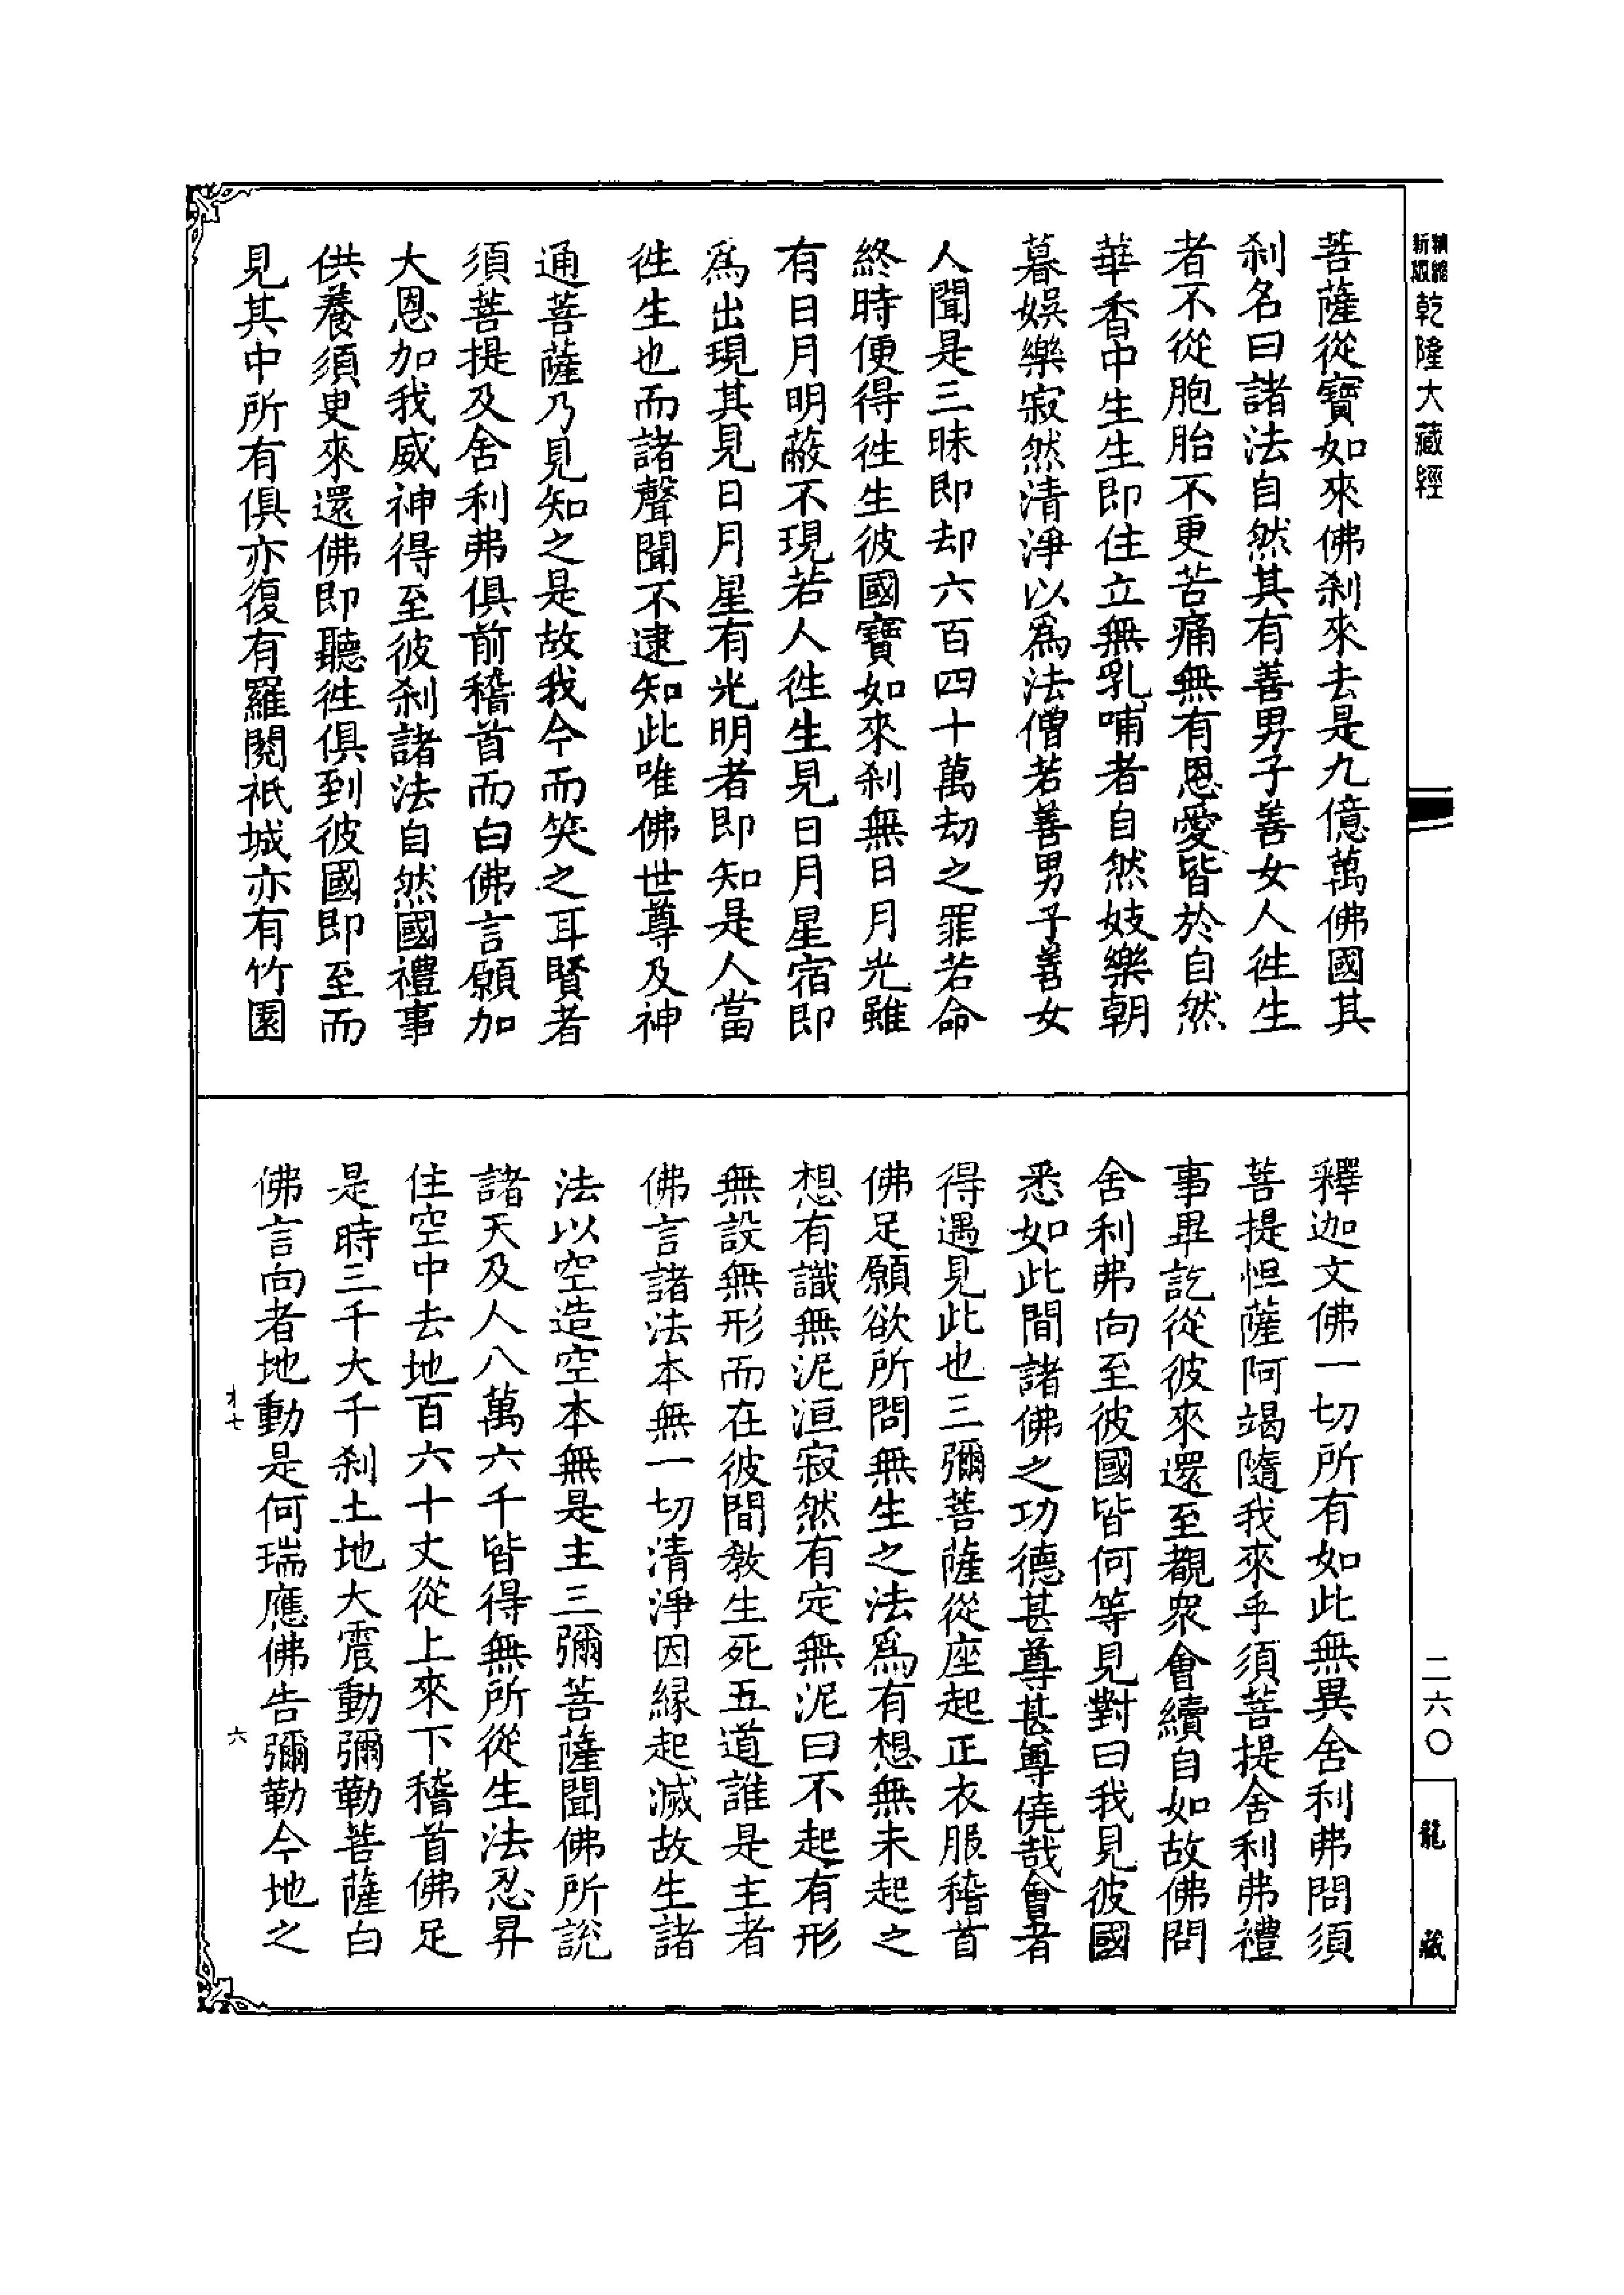 精縮新版乾隆大藏經
菩薩從寶如來佛剎來去是九億萬佛國其
剎名曰諸法自然其有善男子善女人徃生
者不從胞胎不更苦痛無有恩愛皆於自然
華香中生生即住立無乳哺者自然妓樂朝
暮娛樂寂然清淨以為法僧若善男子善女
人聞是三昧即却六百四十萬劫之罪若命
終時便得徃生彼國寶如來剎無日月光雖
有日月明蔽不現若人徃生見日月星宿即
為出現其見日月星有光明者即知是人當
徃生也而諸聲聞不逮知此唯佛世尊及神
通菩薩乃見知之是故我今而笑之耳賢者
須菩提及舍利弗俱前稽首而白佛言願加
大恩加我威神得至彼剎諸法自然國禮事
供養須臾來還佛即聽徃俱到彼國即至而
見其中所有俱亦復有羅閱祇城亦有竹園
釋迦文佛一切所有如此無異舍利弗問須
菩提怛薩阿竭隨我來乎須菩提舍利弗禮
事畢訖從彼來還至覩眾會續自如故佛問
舍利弗向至彼國皆何等見對曰我見彼國
悉如此間諸佛之功德甚尊甚尊僥哉會者
得遇見此也三彌菩薩從座起正衣服稽首
佛足願欲所問無生之法為有想無未起之
想有識無泥洹寂然有定無泥曰不起有形
無設無形而在彼間教生死五道誰是主者
佛言諸法本無一切清淨因緣起滅故生諸
法以空造空本無是主三彌菩薩聞佛所說
諸天及人八萬六千皆得無所從生法忍昇
住空中去地百六十丈從上來下稽首佛足
是時三千大千剎土地大震動彌勒菩薩白
佛言向者地動是何瑞應佛告彌勒今地之
才七
六
二六〇
龍藏